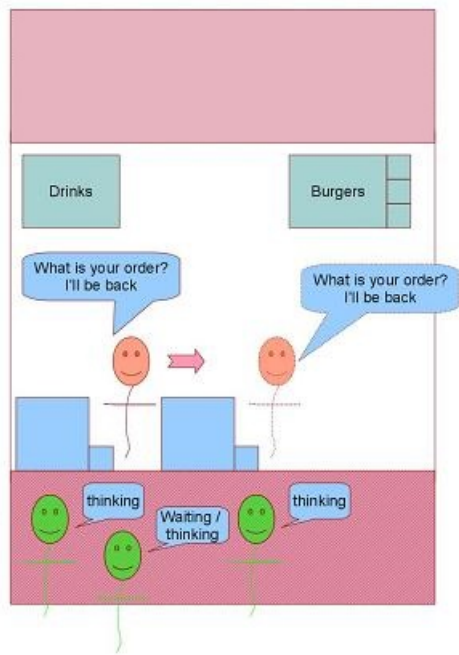 Drinks
Burgers
What is your order?
I'll be back
What is your order?
I'll be back
thinking
Waiting /
thinking
thinking